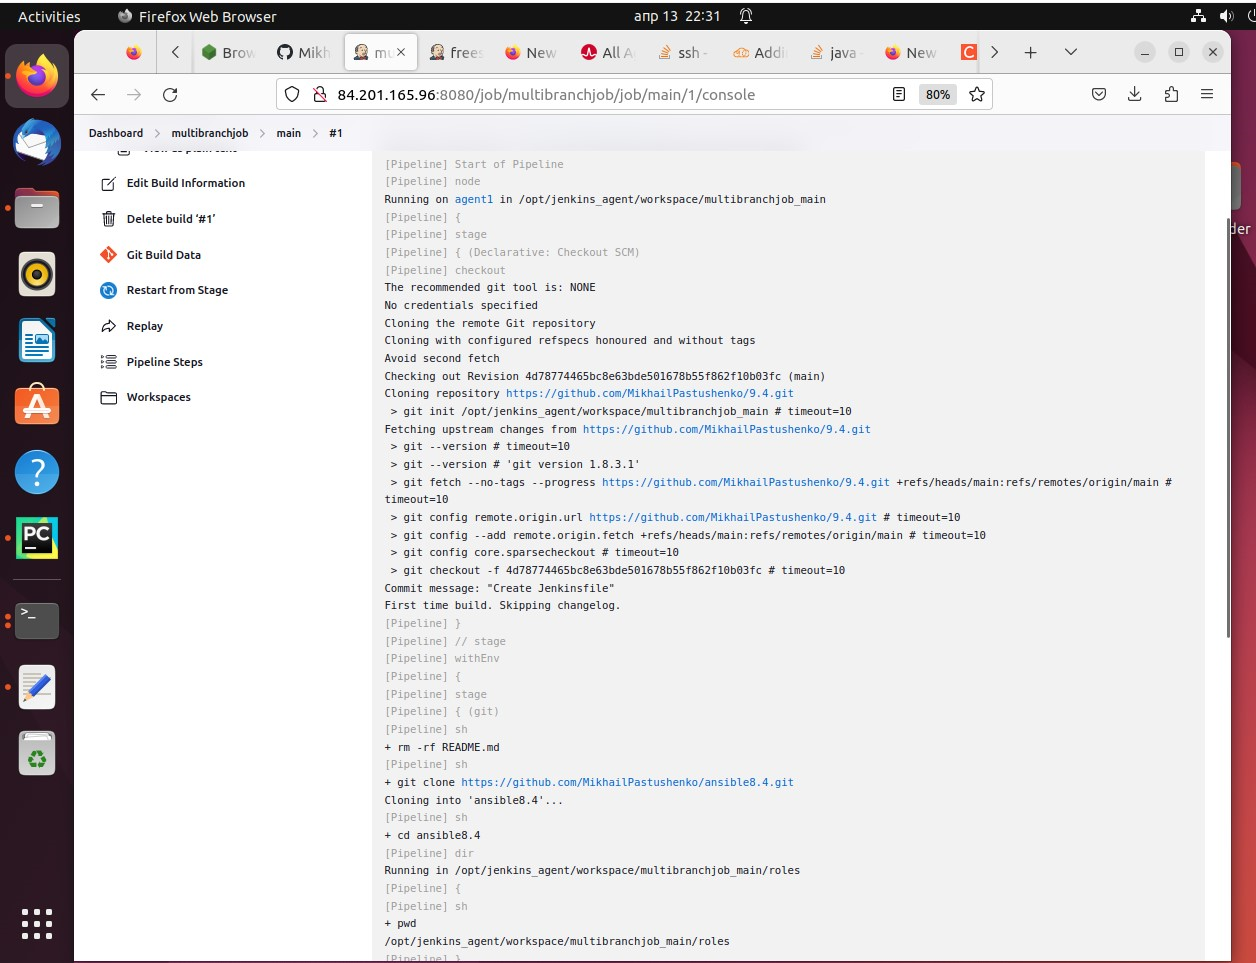 Activities Firefox Web Browser апр 13 22:31
Brow Mikh mu frees New All A ssh - Addi java - New
84.201.165.96:8080/job/multibranchjob/job/main/1/console 80%
Dashboard multibranchjob main #1
Edit Build Information
Delete build ‘#1’
Git Build Data
Restart from Stage
Replay
Pipeline Steps
Workspaces
[Pipeline] Start of Pipeline
[Pipeline] node
Running on agent1 in /opt/jenkins_agent/workspace/multibranchjob_main
[Pipeline] {
[Pipeline] stage
[Pipeline] { (Declarative: Checkout SCM)
[Pipeline] checkout
The recommended git tool is: NONE
No credentials specified
Cloning the remote Git repository
Cloning with configured refspecs honoured and without tags
Avoid second fetch
Checking out Revision 4d78774465bc8e63bde501678b55f862f10b03fc (main)
Cloning repository https://github.com/MikhailPastushenko/9.4.git
> git init /opt/jenkins_agent/workspace/multibranchjob_main # timeout=10
Fetching upstream changes from https://github.com/MikhailPastushenko/9.4.git
> git --version # timeout=10
> git --version # 'git version 1.8.3.1'
> git fetch --no-tags --progress https://github.com/MikhailPastushenko/9.4.git +refs/heads/main:refs/remotes/origin/main #
timeout=10
> git config remote.origin.url https://github.com/MikhailPastushenko/9.4.git # timeout=10
> git config --add remote.origin.fetch +refs/heads/main:refs/remotes/origin/main # timeout=10
> git config core.sparsecheckout # timeout=10
> git checkout -f 4d78774465bc8e63bde501678b55f862f10b03fc # timeout=10
Commit message: "Create Jenkinsfile"
First time build. Skipping changelog.
[Pipeline] }
[Pipeline] // stage
[Pipeline] withEnv
[Pipeline] {
[Pipeline] stage
[Pipeline] { (git)
[Pipeline] sh
+ rm -rf README.md
[Pipeline] sh
+ git clone https://github.com/MikhailPastushenko/ansible8.4.git
Cloning into 'ansible8.4'...
[Pipeline] sh
+ cd ansible8.4
[Pipeline] dir
Running in /opt/jenkins_agent/workspace/multibranchjob_main/roles
[Pipeline] {
[Pipeline] sh
+ pwd
/opt/jenkins_agent/workspace/multibranchjob_main/roles
[Pipeline] }
der
PC